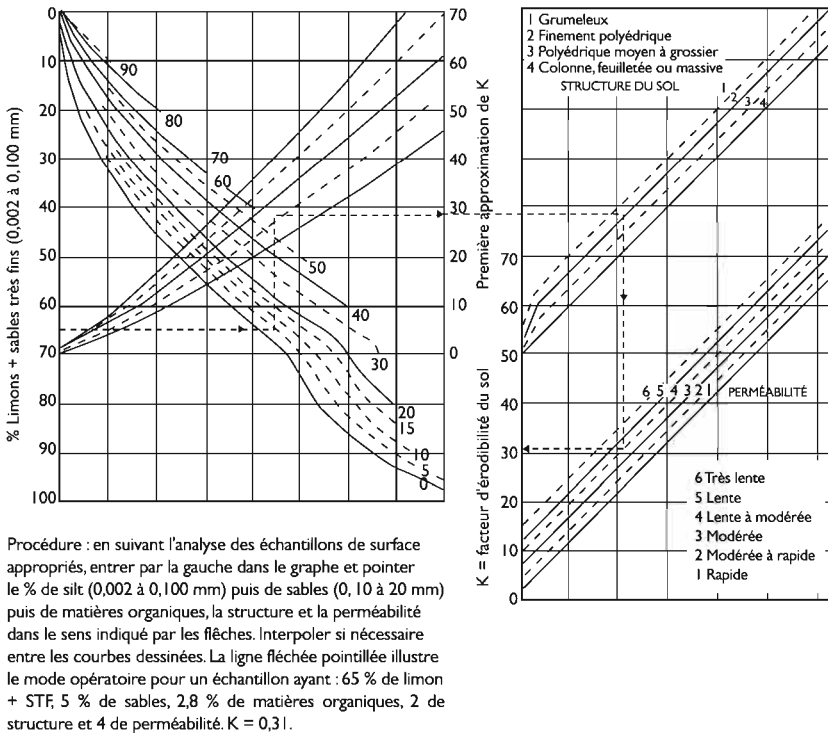 % Limons + sables très fins (0,002 à 0,100 mm)
0
10
20
30
40
50
60
70
80
90
100
90
80
70
60
50
40
30
20
15
10
5
0
70
60
50
40
30
20
10
0
Première approximation de K
1 Grumeleux
2 Finement polyédrique
3 Polyédrique moyen à grossier
4 Colonne, feuilletée ou massive
STRUCTURE DU SOL
1
2
3
4
K = facteur d'érodibilité du sol
70
60
50
40
30
20
10
0
6 5 4 3 2 1 PERMÉABILITÉ
6 Très lente
5 Lente
4 Lente à modérée
3 Modérée
2 Modérée à rapide
1 Rapide
Procédure : en suivant l'analyse des échantillons de surface
appropriés, entrer par la gauche dans le graphe et pointer
le % de silt (0,002 à 0,100 mm) puis de sables (0, 10 à 20 mm)
puis de matières organiques, la structure et la perméabilité
dans le sens indiqué par les flêches. Interpoler si nécessaire
entre les courbes dessinées. La ligne fléchée pointillée illustre
le mode opératoire pour un échantillon ayant : 65 % de limon
+ STF, 5 % de sables, 2,8 % de matières organiques, 2 de
structure et 4 de perméabilité. K = 0,31.